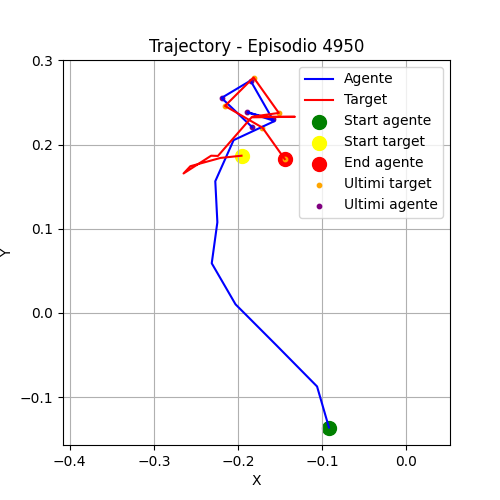 Trajectory - Episodio 4950
Agente
Target
Start agente
Start target
End agente
Ultimi target
Ultimi agente
0.3
0.2
0.1
0.0
−0.1
Y
−0.4
−0.3
−0.2
−0.1
0.0
X